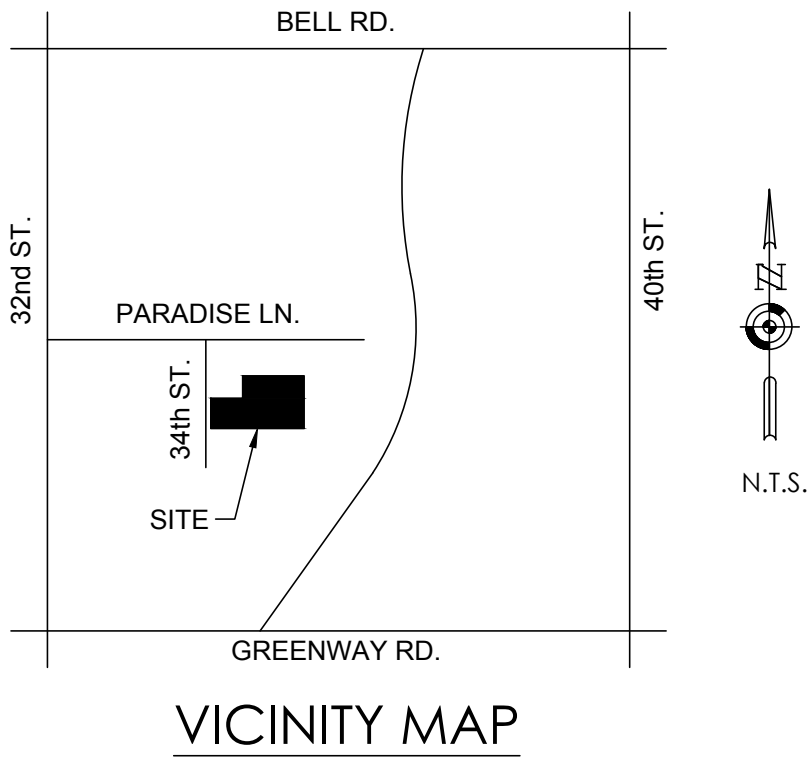 BELL RD.
32nd ST.
40th ST.
PARADISE LN.
34th ST.
SITE
N
N.T.S.
GREENWAY RD.
VICINITY MAP